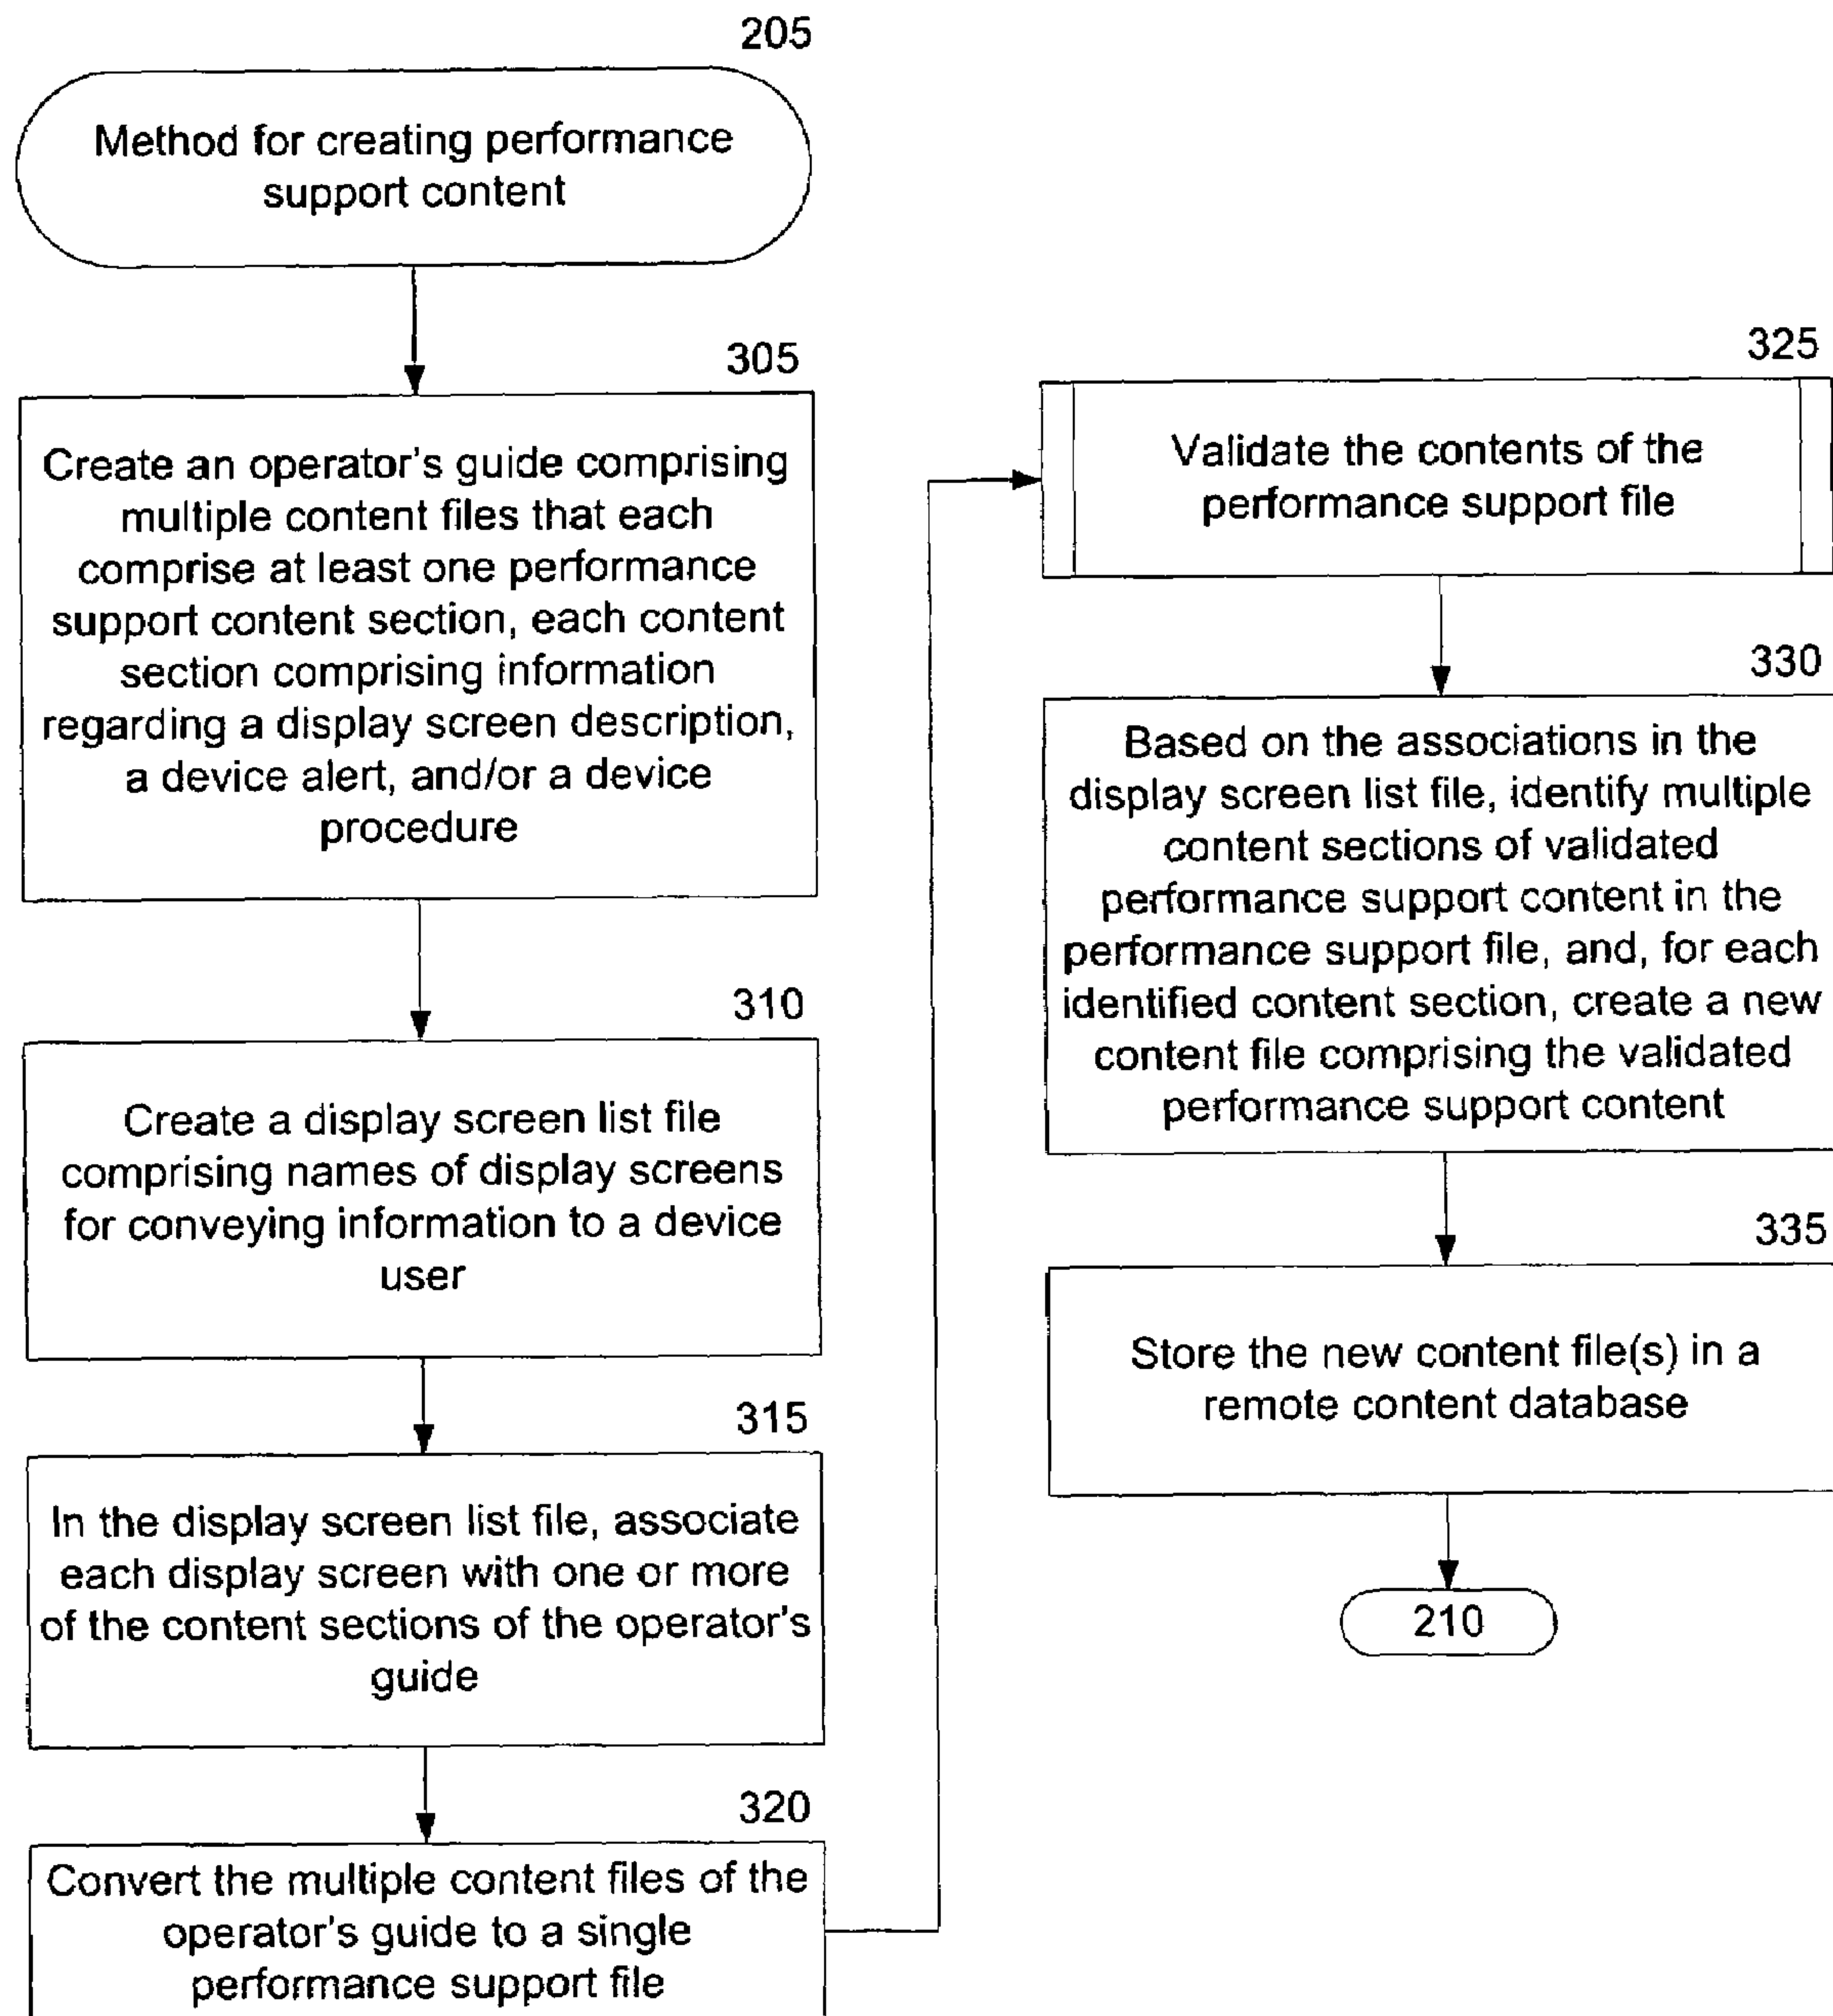 205
Method for creating performance
support content
305
Create an operator's guide comprising
multiple content files that each
comprise at least one performance
support content section, each content
section comprising information
regarding a display screen description,
a device alert, and/or a device
procedure
310
Create a display screen list file
comprising names of display screens
for conveying information to a device
user
315
In the display screen list file, associate
each display screen with one or more
of the content sections of the operator's
guide
320
Convert the multiple content files of the
operator's guide to a single
performance support file
325
Validate the contents of the
performance support file
330
Based on the associations in the
display screen list file, identify multiple
content sections of validated
performance support content in the
performance support file, and, for each
identified content section, create a new
content file comprising the validated
performance support content
335
Store the new content file(s) in a
remote content database
210